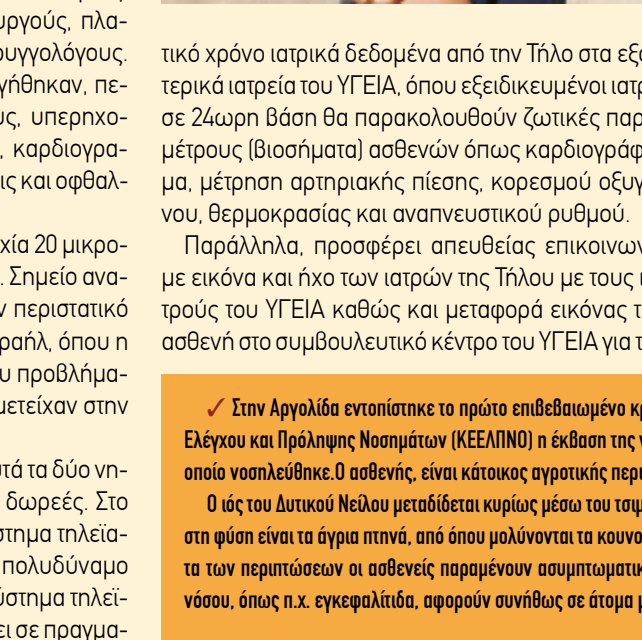 υργούς, πλα-
ρυγγολόγους.
γήθηκαν, πε-
υς, υπερηχο-
, καρδιογρα-
ις και οφθαλ-
χία 20 μικρο-
. Σημείο ανα-
ν περιστατικό
ραήλ, όπου η
υ προβλήμα-
μετείχαν στην
τά τα δύο νη-
δωρεές. Στο
στημα τηλεϊα-
πολυδύναμο
ύστημα τηλεϊ-
ει σε πραγμα-
τικό χρόνο ιατρικά δεδομένα από την Τήλο στα εξω
τερικά ιατρεία του ΥΓΕΙΑ, όπου εξειδικευμένοι ιατρ
σε 24ωρη βάση θα παρακολουθούν ζωτικές παρ
μέτρους (βιοσήματα) ασθενών όπως καρδιογράφ
μα, μέτρηση αρτηριακής πίεσης, κορεσμού οξυγ
νου, θερμοκρασίας και αναπνευστικού ρυθμού.
Παράλληλα, προσφέρει απευθείας επικοινων
με εικόνα και ήχο των ιατρών της Τήλου με τους ι
τρούς του ΥΓΕΙΑ καθώς και μεταφορά εικόνας τ
ασθενή στο συμβουλευτικό κέντρο του ΥΓΕΙΑ για τ
✓ Στην Αργολίδα εντοπίστηκε το πρώτο επιβεβαιωμένο κρ
Ελέγχου και Πρόληψης Νοσημάτων (ΚΕΕΛΠΝΟ) η έκβαση της ν
οποίο νοσηλεύθηκε.Ο ασθενής, είναι κάτοικος αγροτικής περι
Ο ιός του Δυτικού Νείλου μεταδίδεται κυρίως μέσω του τσιμ
στη φύση είναι τα άγρια πτηνά, από όπου μολύνονται τα κουνο
τα των περιπτώσεων οι ασθενείς παραμένουν ασυμπτωματικ
νόσου, όπως π.χ. εγκεφαλίτιδα, αφορούν συνήθως σε άτομα μ